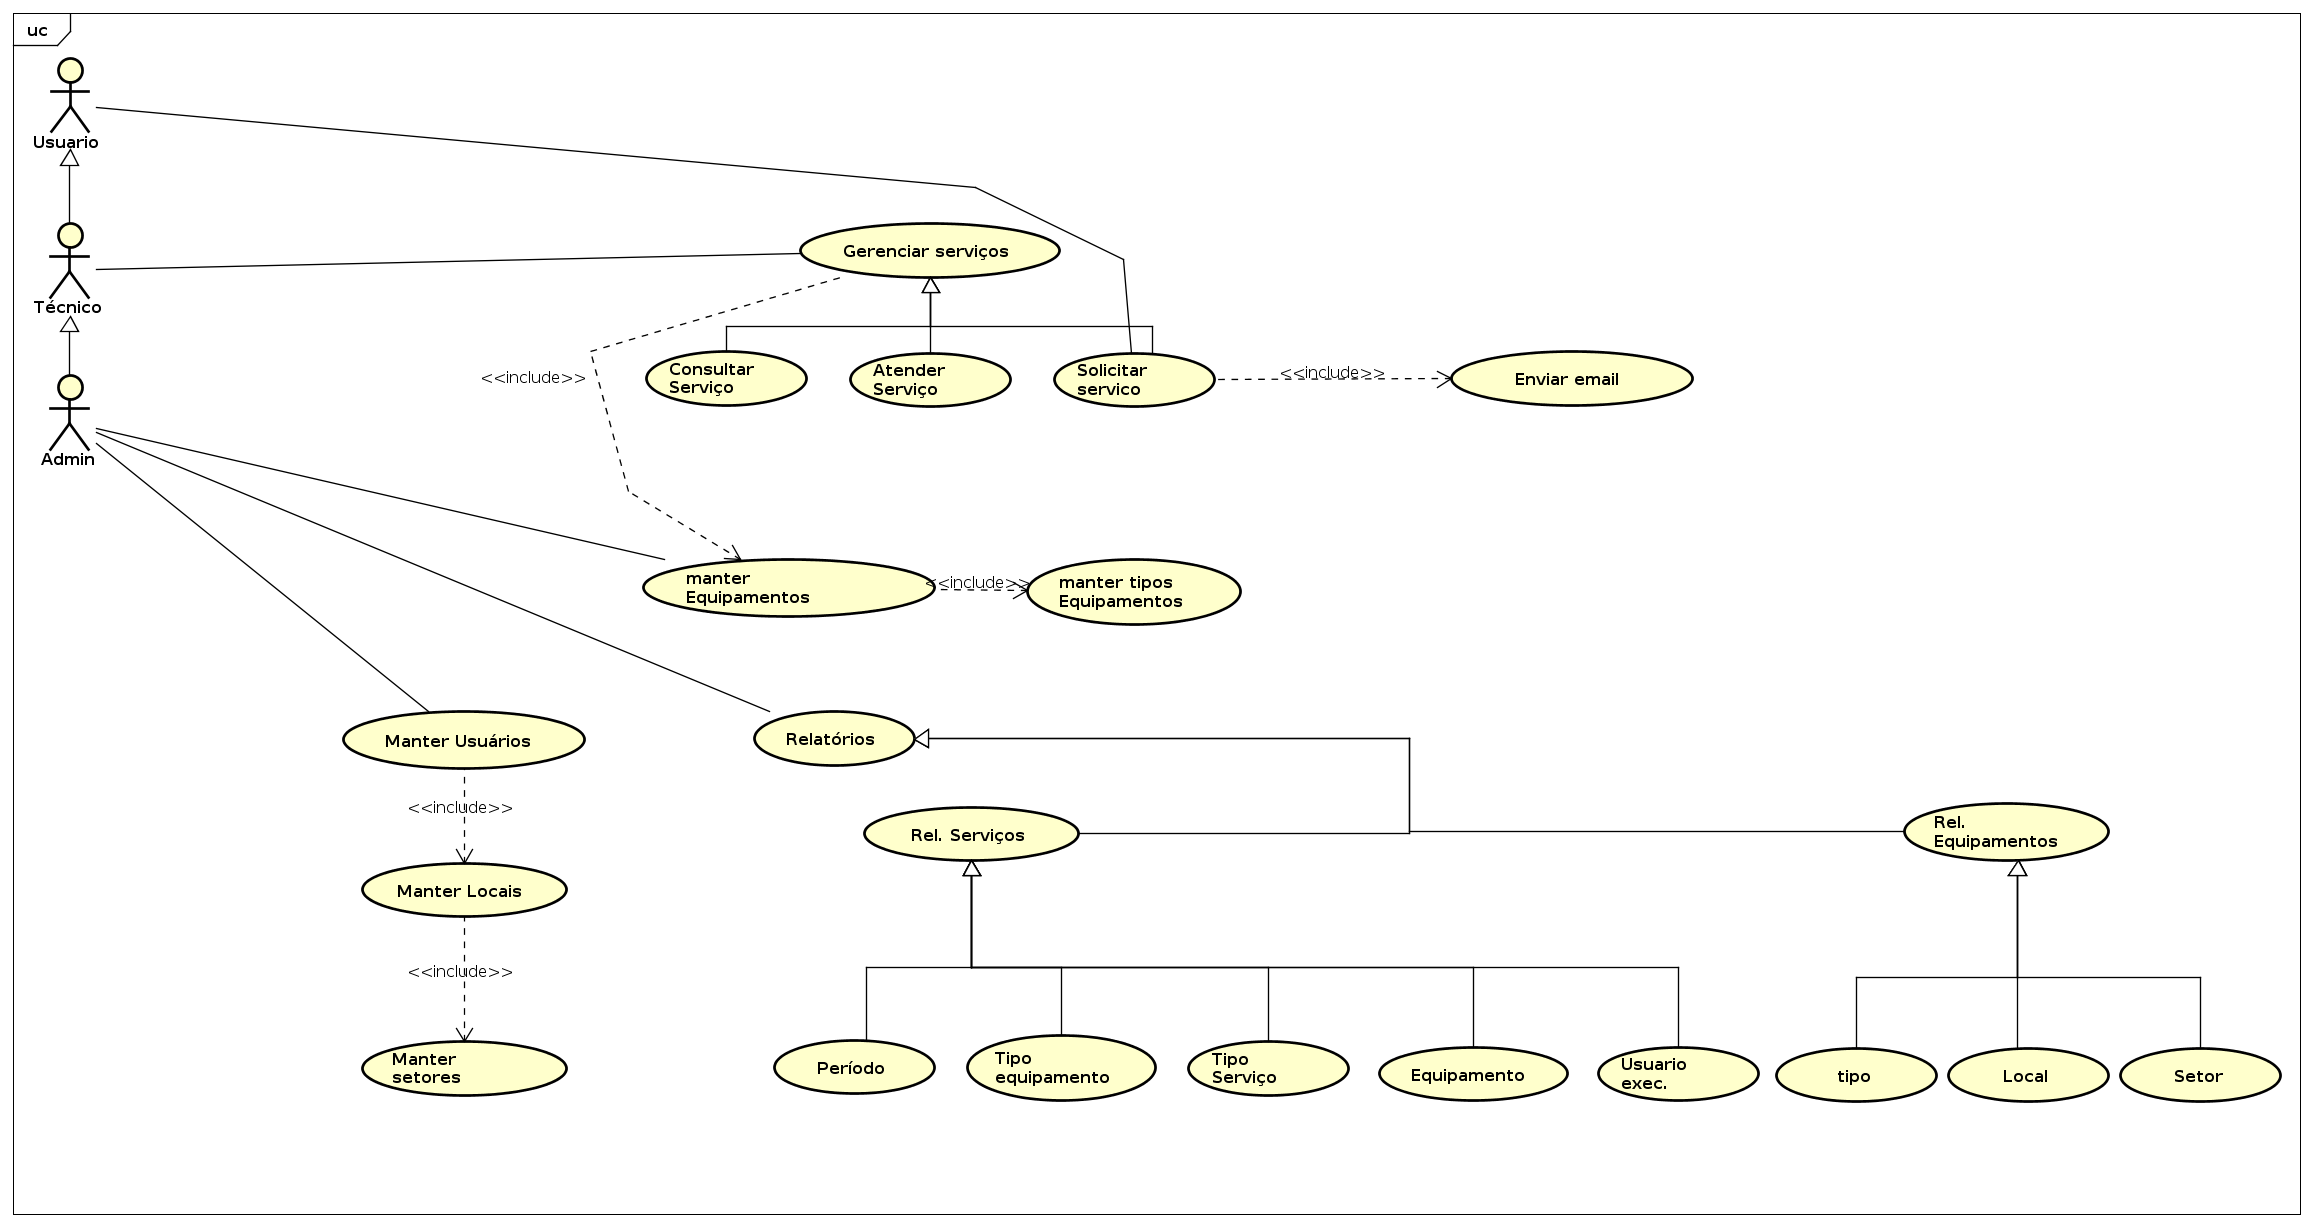 uc
Usuario
Técnico
Gerenciar serviços
<<include>>
Consultar
Serviço
Atender
Serviço
Solicitar
servico
<<include>>
Enviar email
Admin
manter
Equipamentos
<<include>>
manter tipos
Equipamentos
Manter Usuários
Relatórios
<<include>>
Rel. Serviços
Rel.
Equipamentos
Manter Locais
<<include>>
Manter
setores
Período
Tipo
equipamento
Tipo
Serviço
Equipamento
Usuario
exec.
tipo
Local
Setor